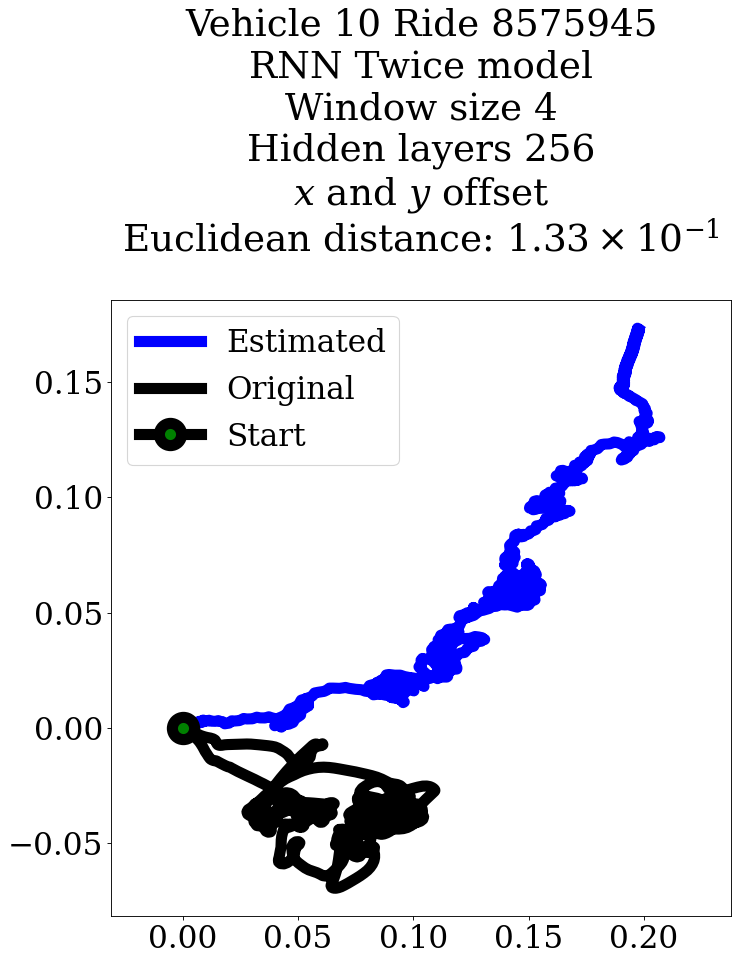 Vehicle 10 Ride 8575945
RNN Twice model
Window size 4
Hidden layers 256
x and y offset
Euclidean distance: 1.33 × 10⁻¹
Estimated
Original
Start
0.15
0.10
0.05
0.00
−0.05
0.00 0.05 0.10 0.15 0.20